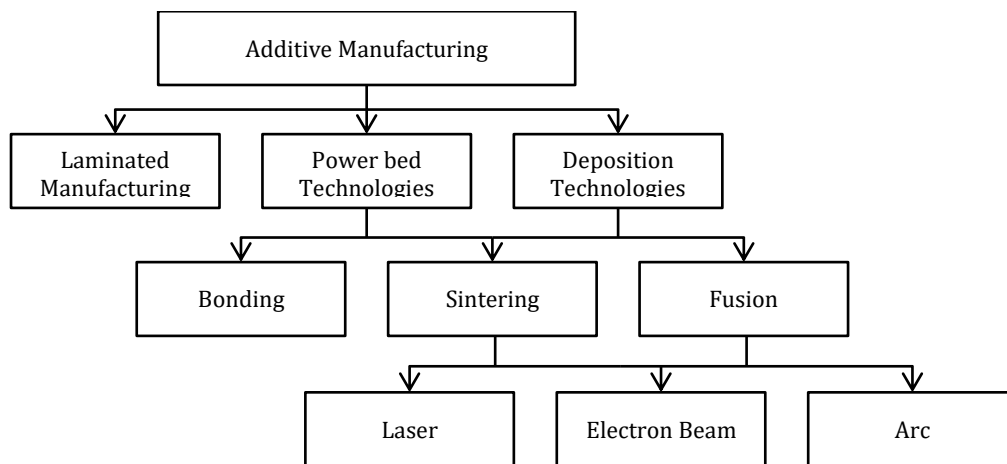 Additive Manufacturing
Laminated
Manufacturing
Power bed
Technologies
Deposition
Technologies
Bonding
Sintering
Fusion
Laser
Electron Beam
Arc